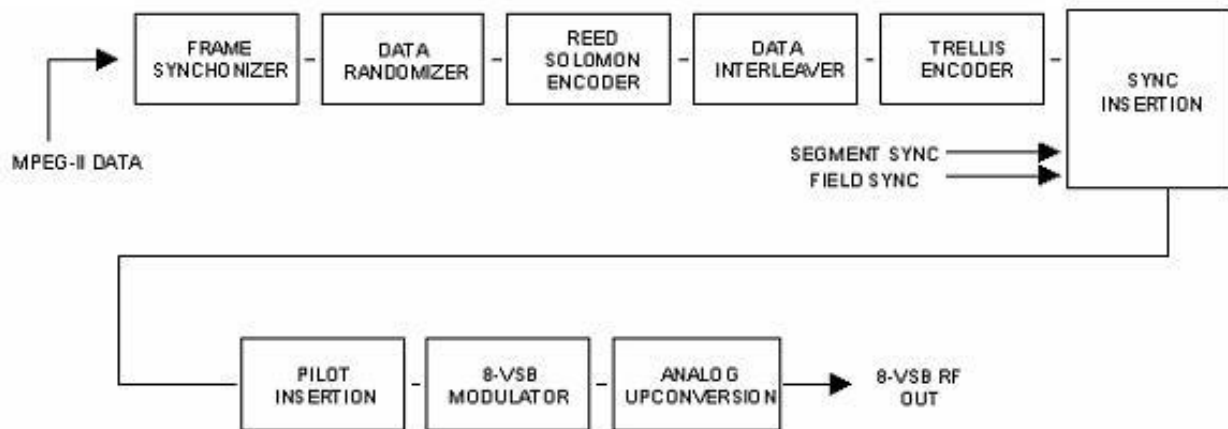 FRAME
SYNCHONIZER
DATA
RANDOMIZER
REED
SOLOMON
ENCODER
DATA
INTERLEAVER
TRELLIS
ENCODER
SYNC
INSERTION
MPEG-II DATA
SEGMENT SYNC
FIELD SYNC
PILOT
INSERTION
8-VSB
MODULATOR
ANALOG
UPCONVERSION
8-VSB RF
OUT